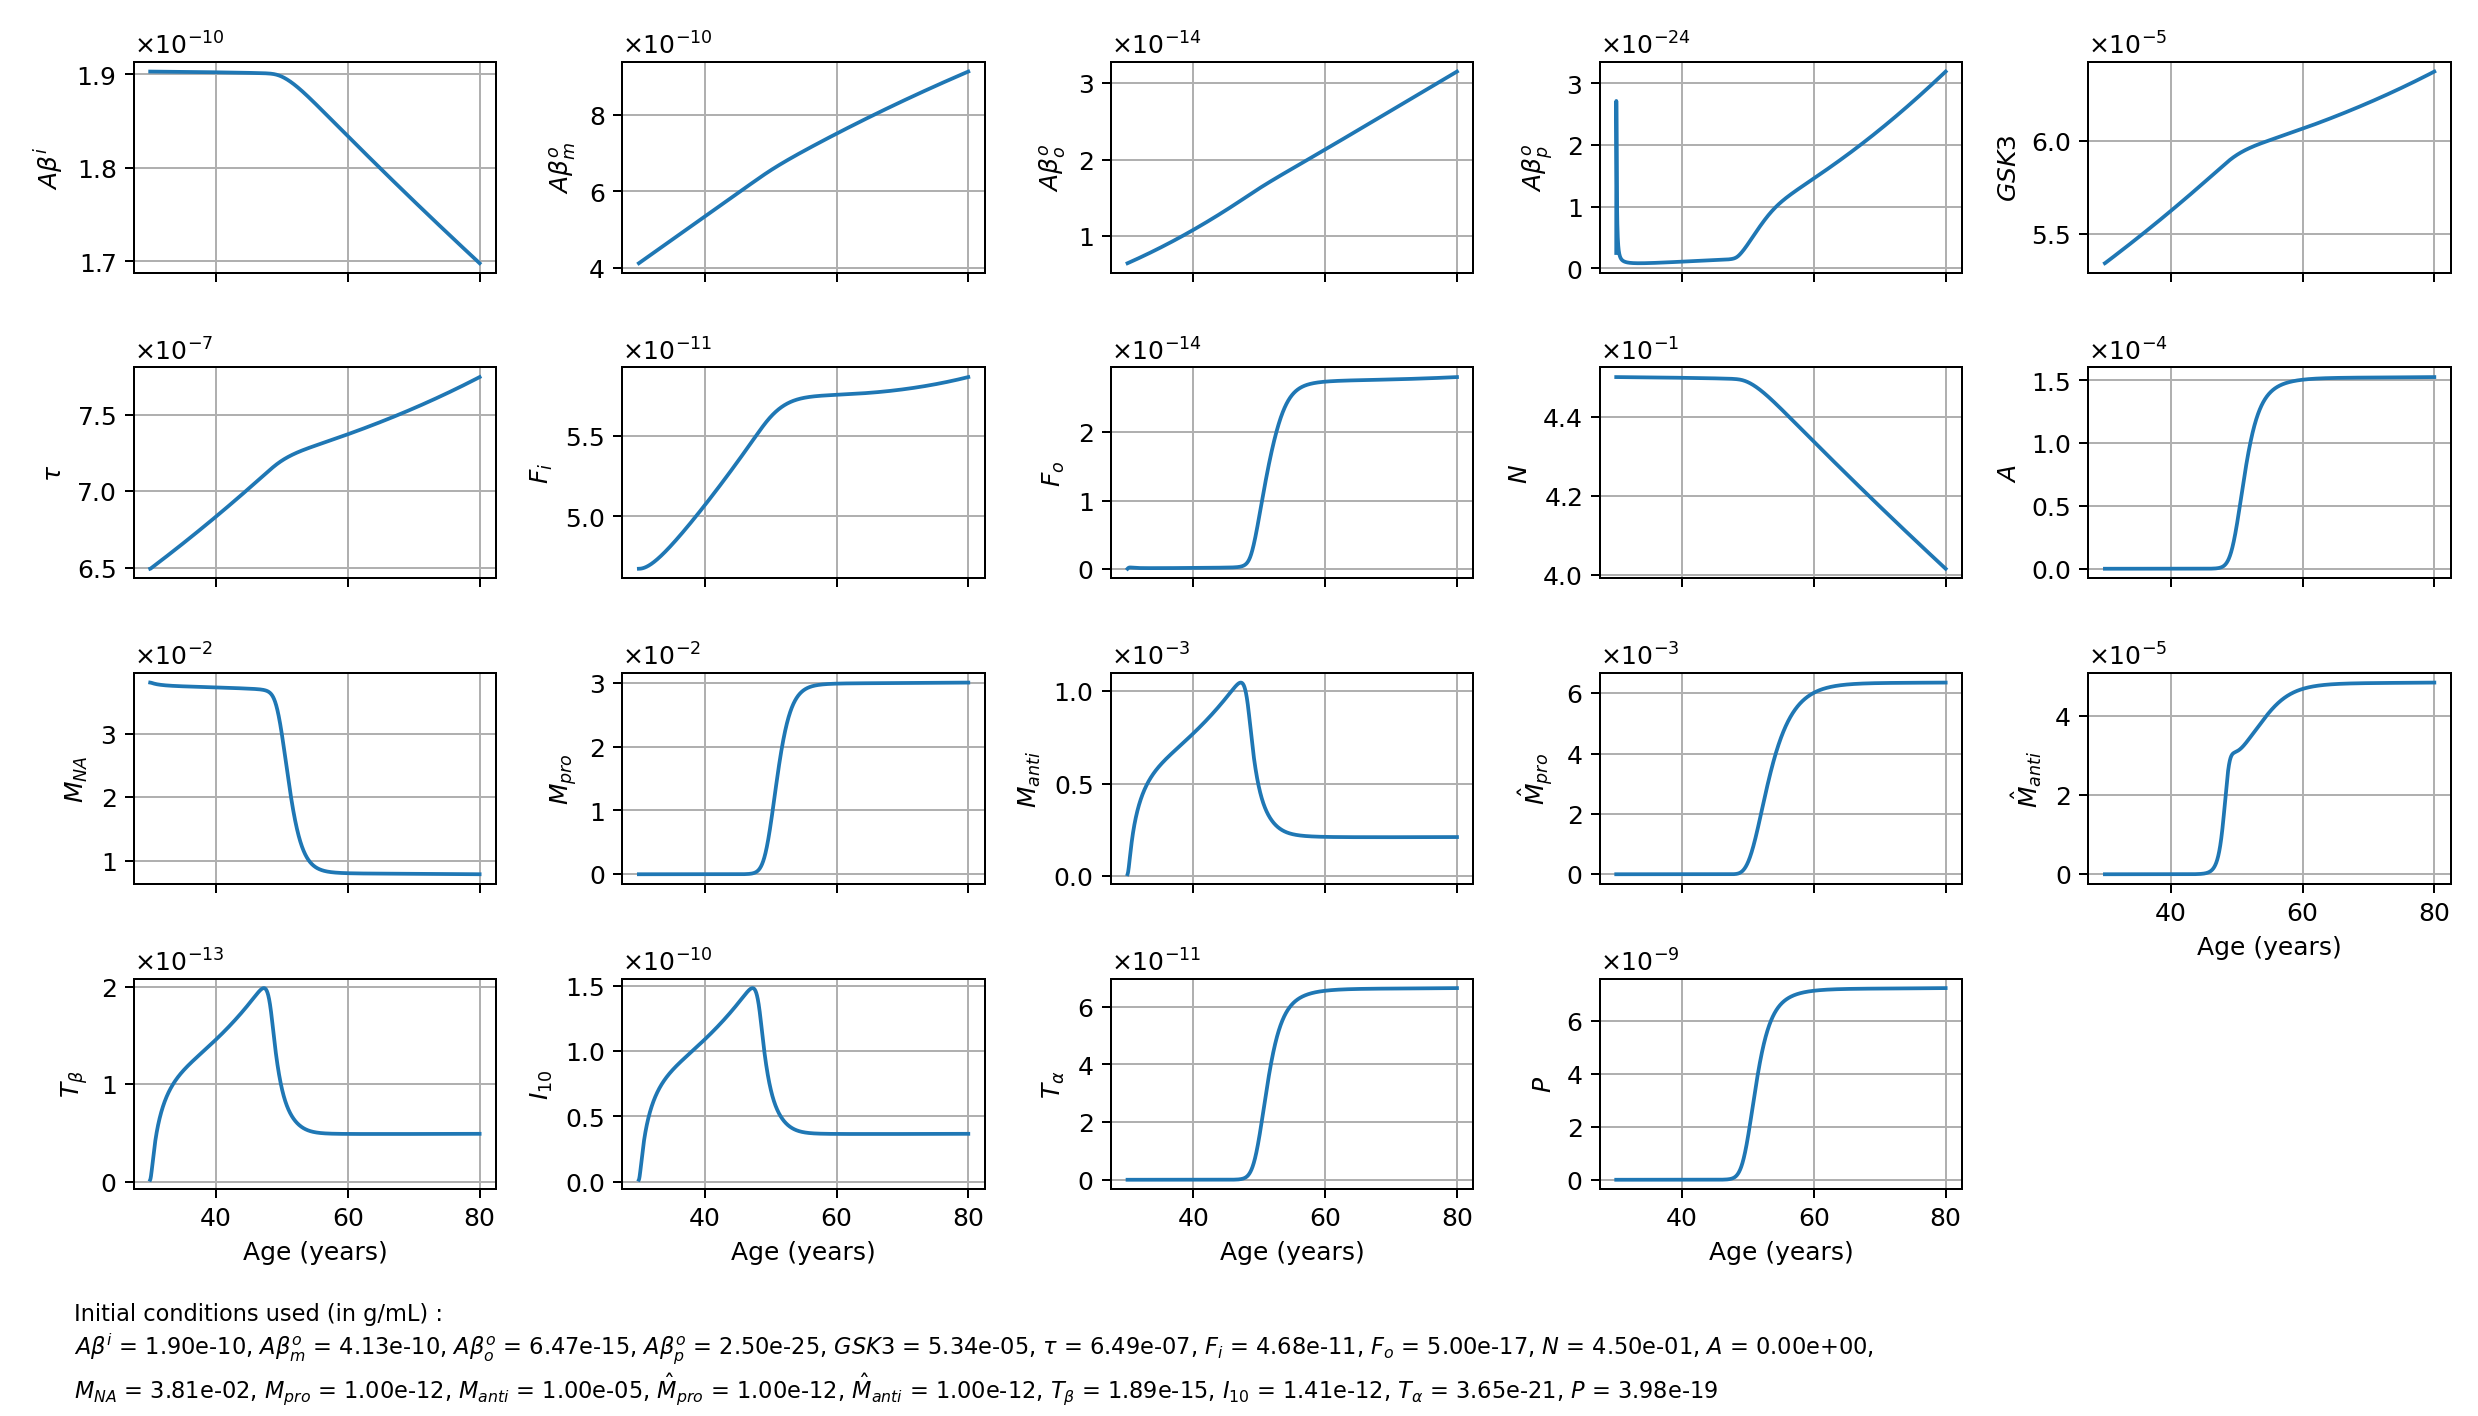 ×10⁻¹⁰ ×10⁻¹⁰ ×10⁻¹⁴ ×10⁻²⁴ ×10⁻⁵
Aβⁱ 1.9 1.8 1.7
Aβₘᵒ 8 6 4
Aβₒᵒ 3 2 1
Aβₚᵒ 3 2 1 0
GSK3 6.0 5.5
×10⁻⁷ ×10⁻¹¹ ×10⁻¹⁴ ×10⁻¹ ×10⁻⁴
τ 7.5 7.0 6.5
Fᵢ 5.5 5.0
Fₒ 2 1 0
N 4.4 4.2 4.0
A 1.5 1.0 0.5 0.0
×10⁻² ×10⁻² ×10⁻³ ×10⁻³ ×10⁻⁵
M_NA 3 2 1
M_pro 3 2 1 0
M_anti 1.0 0.5 0.0
M̂_pro 6 4 2 0
M̂_anti 4 2 0
40 60 80
Age (years)
×10⁻¹³ ×10⁻¹⁰ ×10⁻¹¹ ×10⁻⁹
T_β 2 1 0
I₁₀ 1.5 1.0 0.5 0.0
T_α 6 4 2 0
P 6 4 2 0
40 60 80 40 60 80 40 60 80 40 60 80
Age (years) Age (years) Age (years) Age (years)
Initial conditions used (in g/mL) :
Aβⁱ = 1.90e-10, Aβₘᵒ = 4.13e-10, Aβₒᵒ = 6.47e-15, Aβₚᵒ = 2.50e-25, GSK3 = 5.34e-05, τ = 6.49e-07, Fᵢ = 4.68e-11, Fₒ = 5.00e-17, N = 4.50e-01, A = 0.00e+00,
M_NA = 3.81e-02, M_pro = 1.00e-12, M_anti = 1.00e-05, M̂_pro = 1.00e-12, M̂_anti = 1.00e-12, T_β = 1.89e-15, I₁₀ = 1.41e-12, T_α = 3.65e-21, P = 3.98e-19